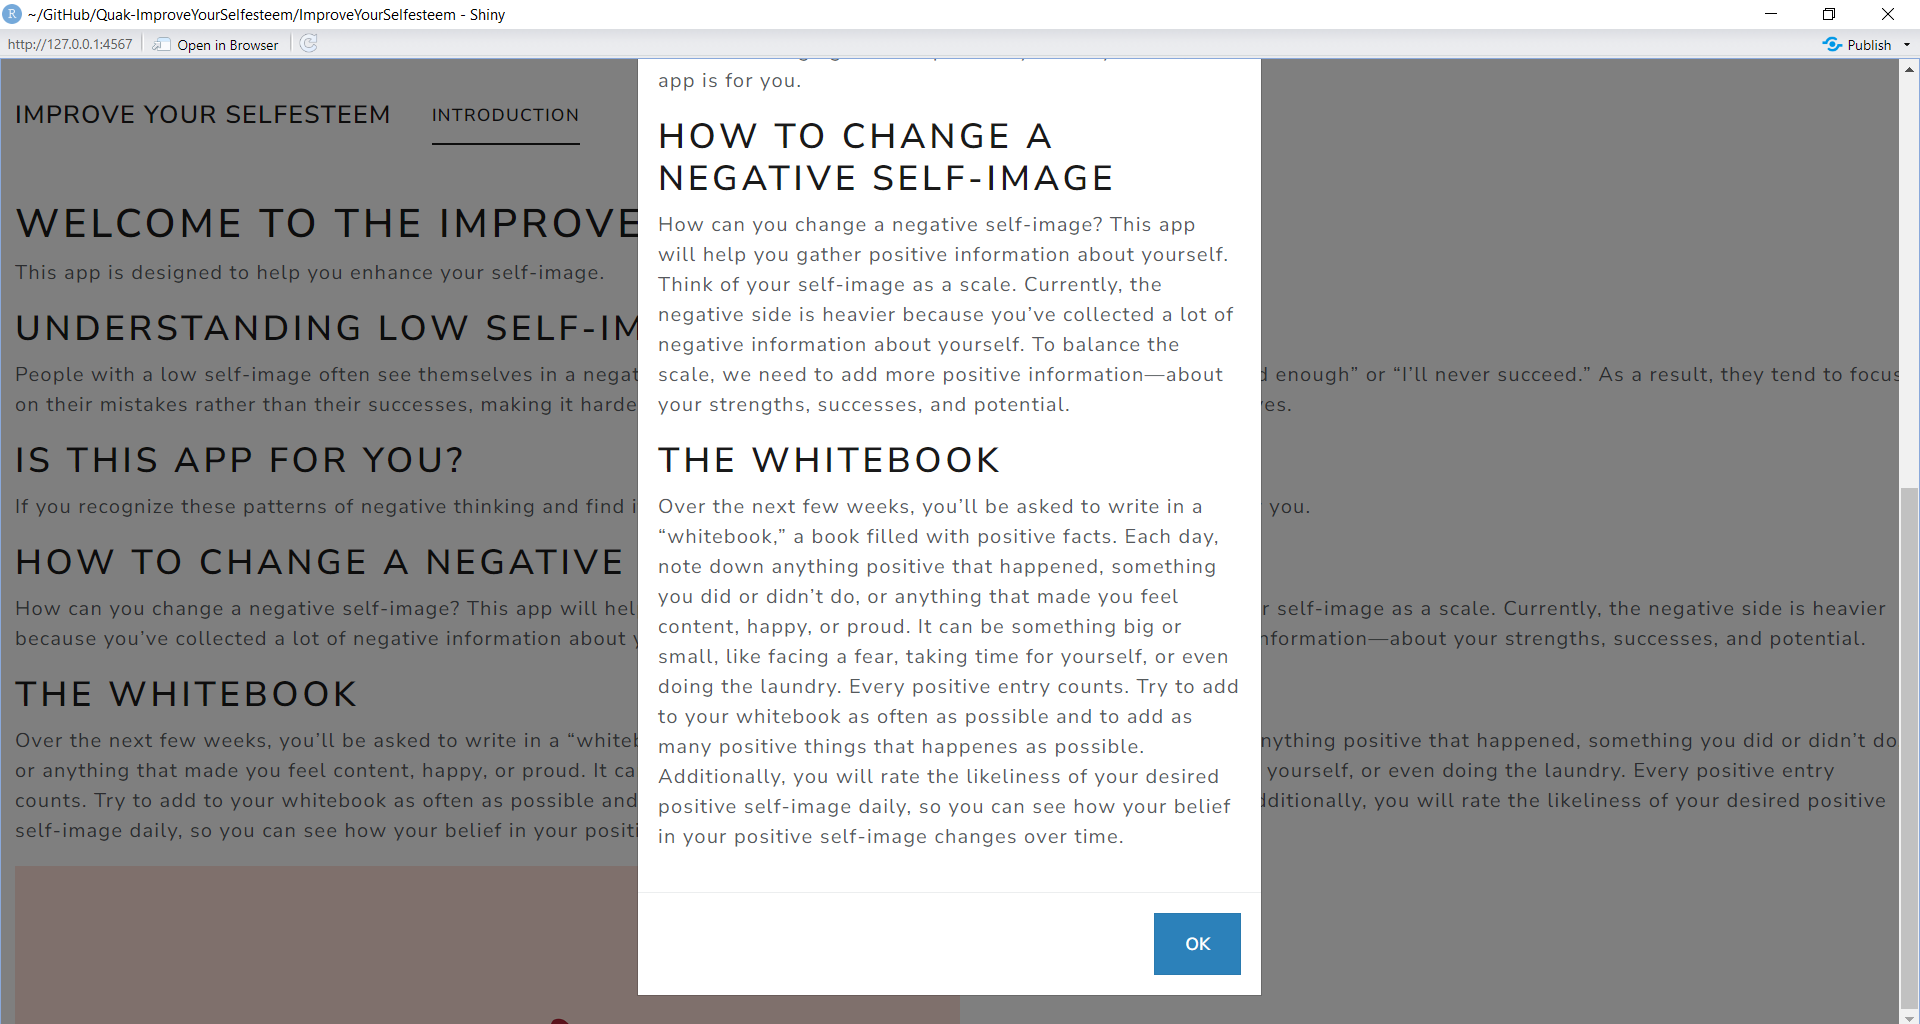 ~/GitHub/Quak-ImproveYourSelfesteem/ImproveYourSelfesteem - Shiny
http://127.0.0.1:4567
Open in Browser
Publish
IMPROVE YOUR SELFESTEEM
INTRODUCTION
WELCOME TO THE IMPROVE
This app is designed to help you enhance your self-image.
UNDERSTANDING LOW SELF-IM
People with a low self-image often see themselves in a negat
enough” or “I’ll never succeed.” As a result, they tend to focus
on their mistakes rather than their successes, making it harde
es.
IS THIS APP FOR YOU?
If you recognize these patterns of negative thinking and find i
you.
HOW TO CHANGE A NEGATIVE
How can you change a negative self-image? This app will hel
r self-image as a scale. Currently, the negative side is heavier
because you’ve collected a lot of negative information about y
nformation—about your strengths, successes, and potential.
THE WHITEBOOK
Over the next few weeks, you’ll be asked to write in a “whiteb
nything positive that happened, something you did or didn’t do
or anything that made you feel content, happy, or proud. It ca
yourself, or even doing the laundry. Every positive entry
counts. Try to add to your whitebook as often as possible and
dditionally, you will rate the likeliness of your desired positive
self-image daily, so you can see how your belief in your positi
app is for you.
HOW TO CHANGE A
NEGATIVE SELF-IMAGE
How can you change a negative self-image? This app
will help you gather positive information about yourself.
Think of your self-image as a scale. Currently, the
negative side is heavier because you’ve collected a lot of
negative information about yourself. To balance the
scale, we need to add more positive information—about
your strengths, successes, and potential.
THE WHITEBOOK
Over the next few weeks, you’ll be asked to write in a
“whitebook,” a book filled with positive facts. Each day,
note down anything positive that happened, something
you did or didn’t do, or anything that made you feel
content, happy, or proud. It can be something big or
small, like facing a fear, taking time for yourself, or even
doing the laundry. Every positive entry counts. Try to add
to your whitebook as often as possible and to add as
many positive things that happenes as possible.
Additionally, you will rate the likeliness of your desired
positive self-image daily, so you can see how your belief
in your positive self-image changes over time.
OK